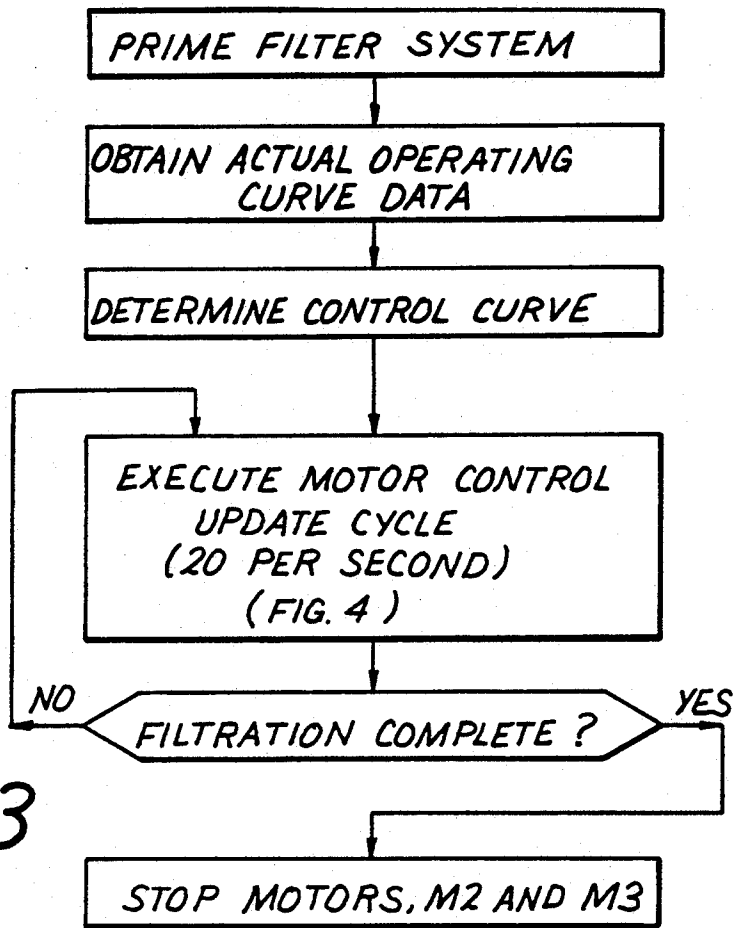 PRIME FILTER SYSTEM
OBTAIN ACTUAL OPERATING
CURVE DATA
DETERMINE CONTROL CURVE
EXECUTE MOTOR CONTROL
UPDATE CYCLE
(20 PER SECOND)
(FIG. 4)
NO
FILTRATION COMPLETE ?
YES
3
STOP MOTORS, M2 AND M3